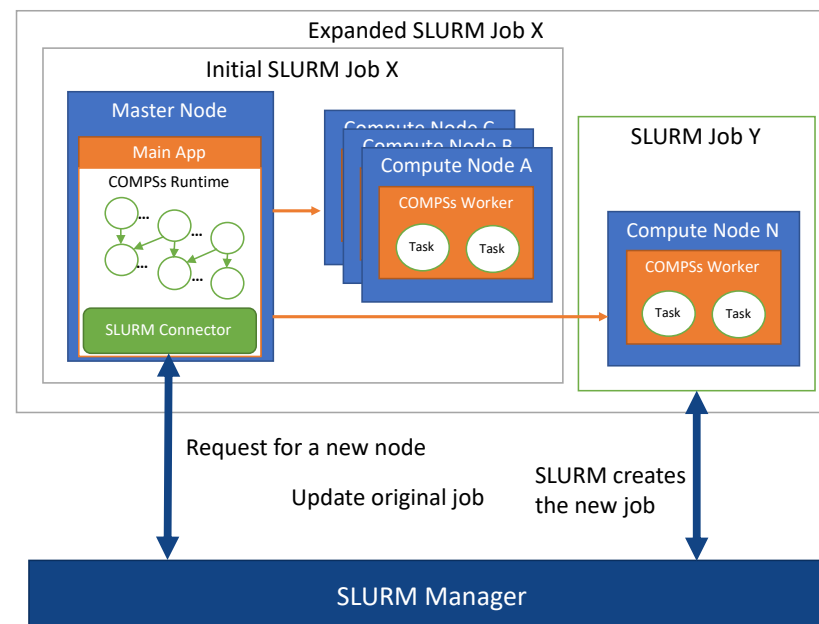 Expanded SLURM Job X
Initial SLURM Job X
Master Node
Main App
COMPSs Runtime
...
...
...
...
SLURM Connector
Compute Node C
Compute Node B
Compute Node A
COMPSs Worker
Task
Task
SLURM Job Y
Compute Node N
COMPSs Worker
Task
Task
Request for a new node
Update original job
SLURM creates
the new job
SLURM Manager